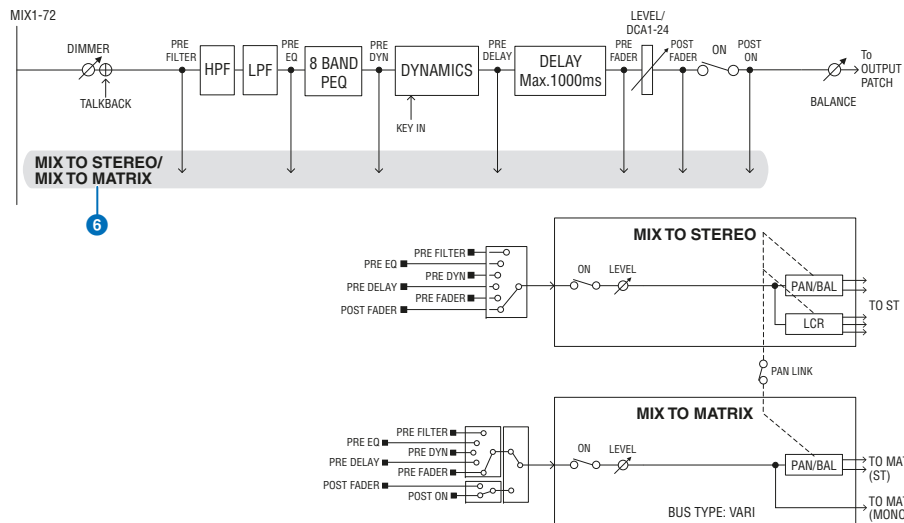 MIX1-72
DIMMER
TALKBACK
PRE
FILTER
HPF
LPF
PRE
EQ
8 BAND
PEQ
PRE
DYN
DYNAMICS
KEY IN
PRE
DELAY
DELAY
Max.1000ms
PRE
FADER
LEVEL/
DCA1-24
POST
FADER
ON
POST
ON
BALANCE
To
OUTPUT
PATCH
MIX TO STEREO/
MIX TO MATRIX
6
MIX TO STEREO
PRE FILTER
PRE EQ
PRE DYN
PRE DELAY
PRE FADER
POST FADER
ON
LEVEL
PAN/BAL
LCR
TO ST
PAN LINK
MIX TO MATRIX
PRE FILTER
PRE EQ
PRE DYN
PRE DELAY
PRE FADER
POST FADER
POST ON
ON
LEVEL
PAN/BAL
BUS TYPE: VARI
TO MAT
(ST)
TO MAT
(MONO